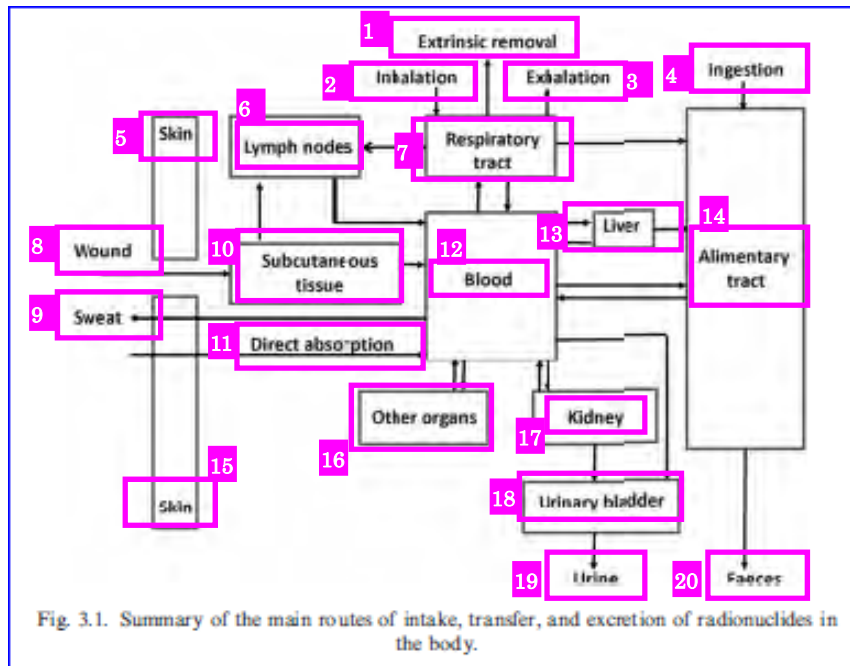 1
Extrinsic removal
2
Inhalation
Exhalation
3
4
Ingestion
5
Skin
6
Lymph nodes
7
Respiratory
tract
8
Wound
10
Subcutaneous
tissue
12
Blood
13
Liver
14
Alimentary
tract
9
Sweat
11
Direct absorption
16
Other organs
17
Kidney
15
Skin
18
Urinary bladder
19
Urine
20
Faeces
Fig. 3.1. Summary of the main routes of intake, transfer, and excretion of radionuclides in
the body.